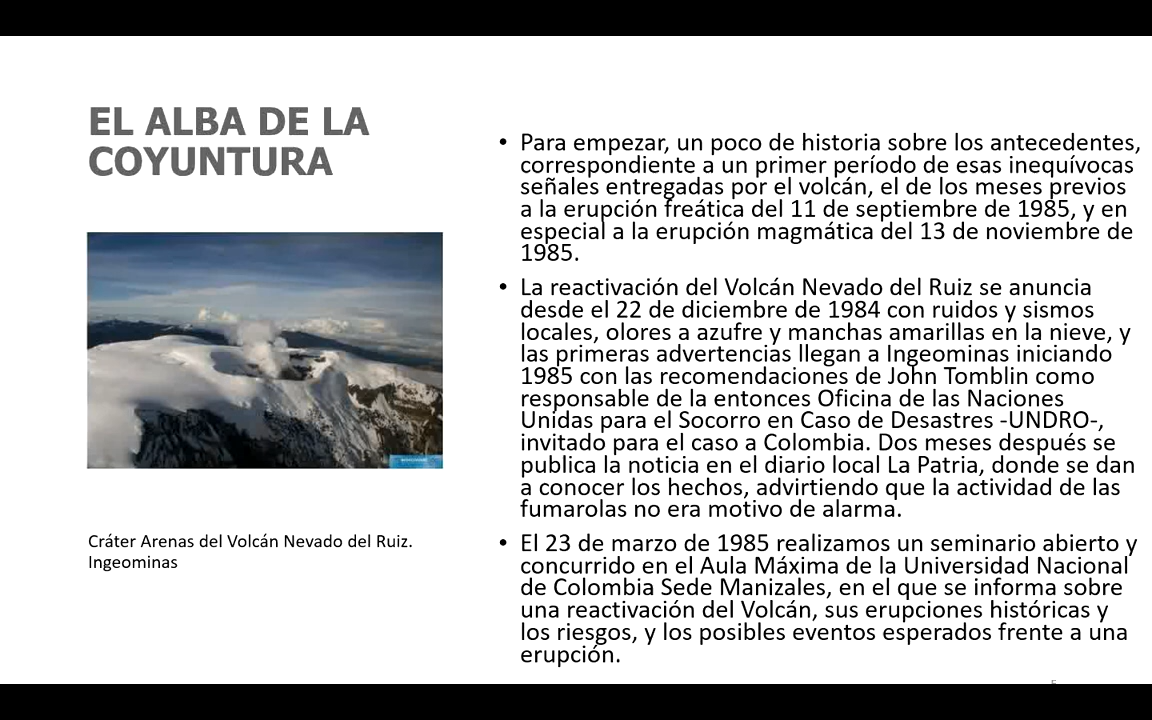 EL ALBA DE LA
COYUNTURA
Cráter Arenas del Volcán Nevado del Ruiz.
Ingeominas
• Para empezar, un poco de historia sobre los antecedentes,
correspondiente a un primer período de esas inequívocas
señales entregadas por el volcán, el de los meses previos
a la erupción freática del 11 de septiembre de 1985, y en
especial a la erupción magmática del 13 de noviembre de
1985.
• La reactivación del Volcán Nevado del Ruiz se anuncia
desde el 22 de diciembre de 1984 con ruidos y sismos
locales, olores a azufre y manchas amarillas en la nieve, y
las primeras advertencias llegan a Ingeominas iniciando
1985 con las recomendaciones de John Tomblin como
responsable de la entonces Oficina de las Naciones
Unidas para el Socorro en Caso de Desastres -UNDRO-,
invitado para el caso a Colombia. Dos meses después se
publica la noticia en el diario local La Patria, donde se dan
a conocer los hechos, advirtiendo que la actividad de las
fumarolas no era motivo de alarma.
• El 23 de marzo de 1985 realizamos un seminario abierto y
concurrido en el Aula Máxima de la Universidad Nacional
de Colombia Sede Manizales, en el que se informa sobre
una reactivación del Volcán, sus erupciones históricas y
los riesgos, y los posibles eventos esperados frente a una
erupción.